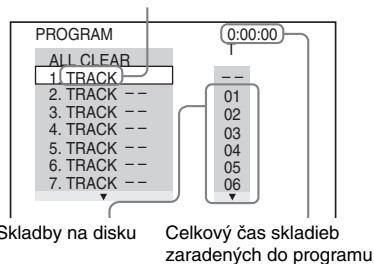 PROGRAM 0:00:00
ALL CLEAR
1. TRACK – –
2. TRACK – – 01
3. TRACK – – 02
4. TRACK – – 03
5. TRACK – – 04
6. TRACK – – 05
7. TRACK – – 06
Skladby na disku
Celkový čas skladieb
zaradených do programu